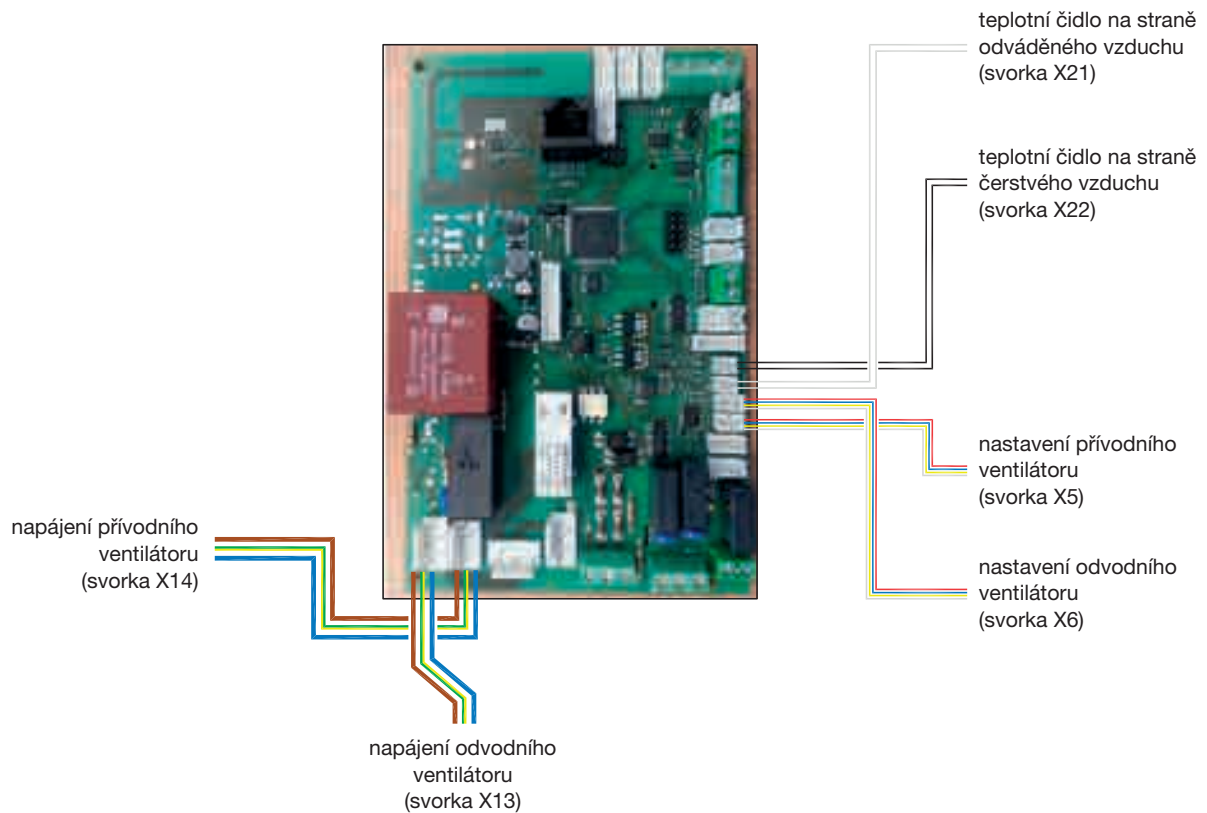 teplotní čidlo na straně
odváděného vzduchu
(svorka X21)
teplotní čidlo na straně
čerstvého vzduchu
(svorka X22)
nastavení přívodního
ventilátoru
(svorka X5)
nastavení odvodního
ventilátoru
(svorka X6)
napájení přívodního
ventilátoru
(svorka X14)
napájení odvodního
ventilátoru
(svorka X13)